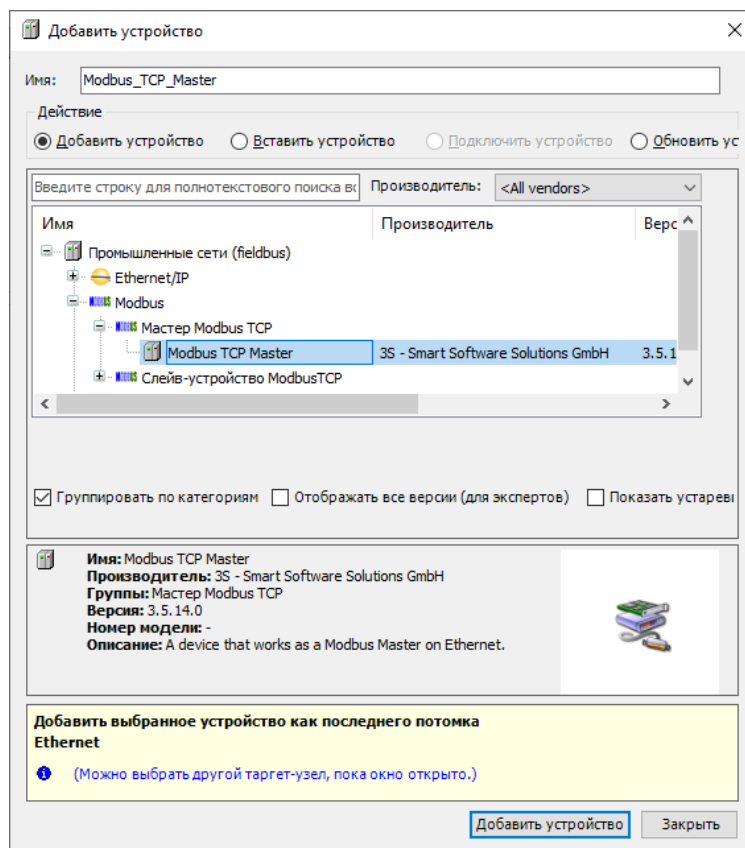 Добавить устройство
Имя: Modbus_TCP_Master
Действие
Добавить устройство Вставить устройство Подключить устройство Обновить ус
Введите строку для полнотекстового поиска вс Производитель: <All vendors>
Имя Производитель Верс
Промышленные сети (fieldbus)
Ethernet/IP
MODBUS Modbus
MODBUS Мастер Modbus TCP
Modbus TCP Master 3S - Smart Software Solutions GmbH 3.5.1
MODBUS Слейв-устройство ModbusTCP
Группировать по категориям Отображать все версии (для экспертов) Показать устареві
Имя: Modbus TCP Master
Производитель: 3S - Smart Software Solutions GmbH
Группы: Мастер Modbus TCP
Версия: 3.5.14.0
Номер модели: -
Описание: A device that works as a Modbus Master on Ethernet.
Добавить выбранное устройство как последнего потомка
Ethernet
(Можно выбрать другой таргет-узел, пока окно открыто.)
Добавить устройство Закрыть